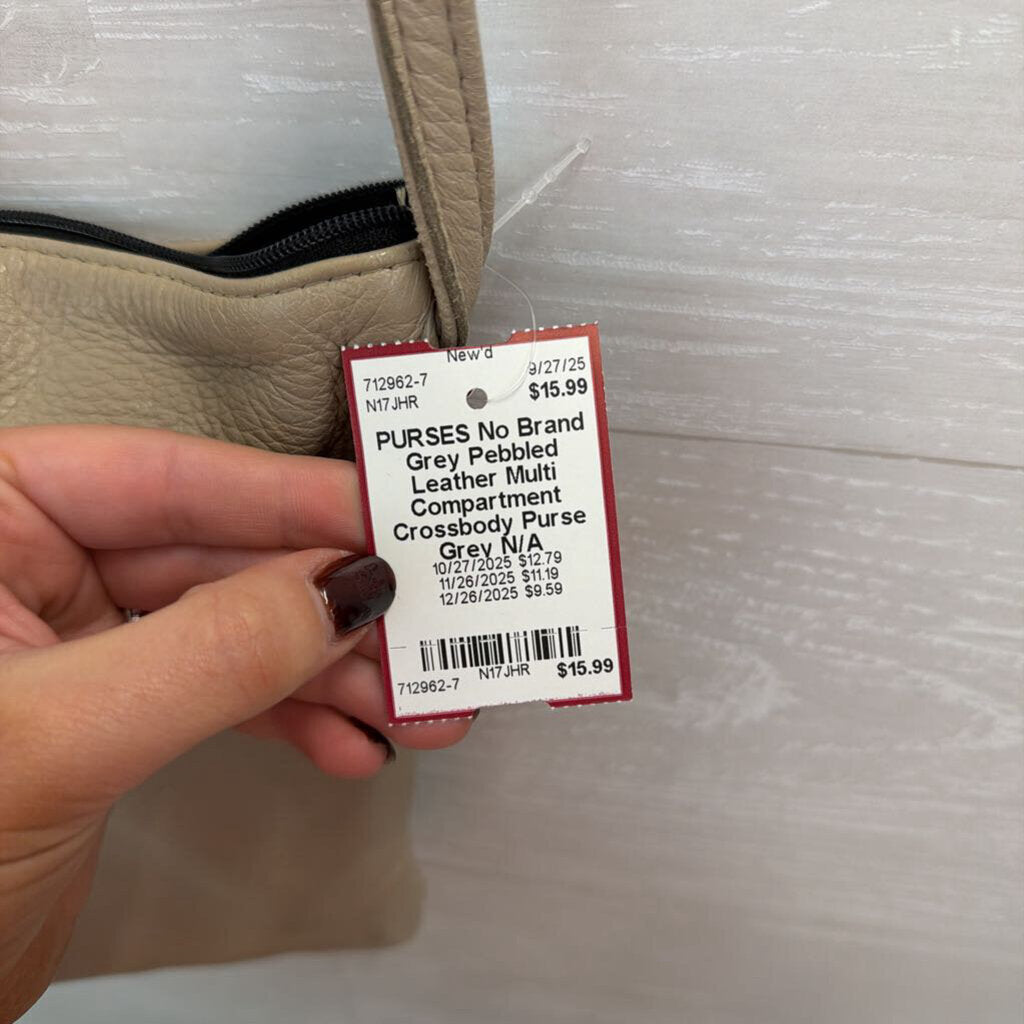 New'd
712962-7 9/27/25
N17JHR $15.99
PURSES No Brand
Grey Pebbled
Leather Multi
Compartment
Crossbody Purse
Grey N/A
10/27/2025 $12.79
11/26/2025 $11.19
12/26/2025 $9.59
712962-7 N17JHR $15.99